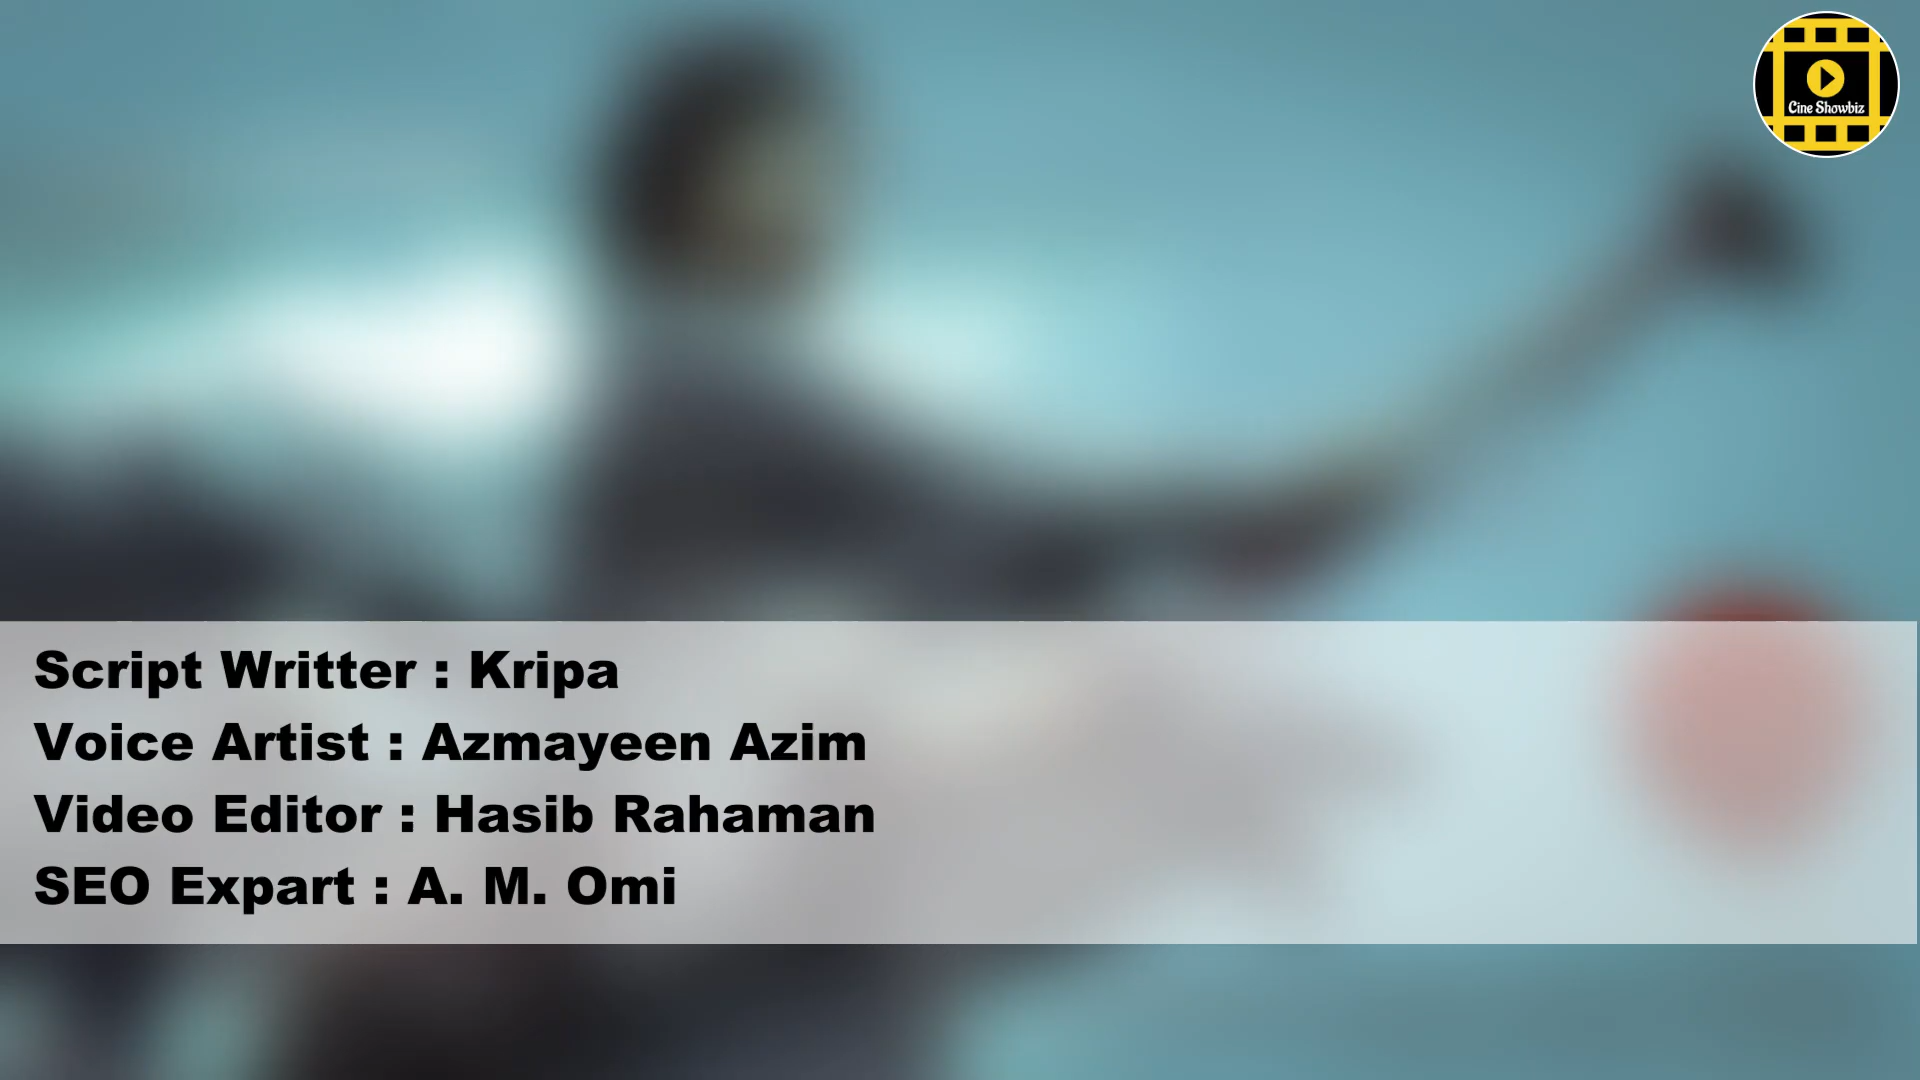 Cine Showbiz
Script Writter : Kripa
Voice Artist : Azmayeen Azim
Video Editor : Hasib Rahaman
SEO Expart : A. M. Omi